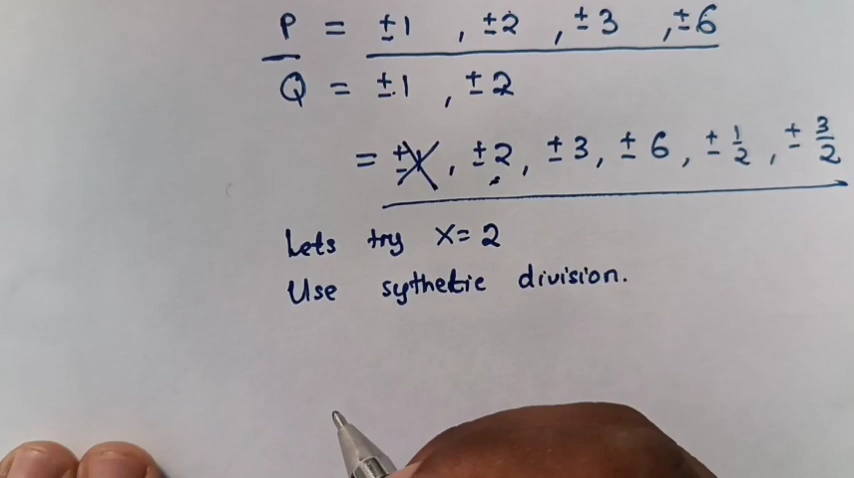 P = ±1 , ±2 , ±3 , ±6
Q = ±1 , ±2
= ±1, ±2, ±3, ±6, ±1/2, ±3/2
Lets try x=2
Use sythetic division.